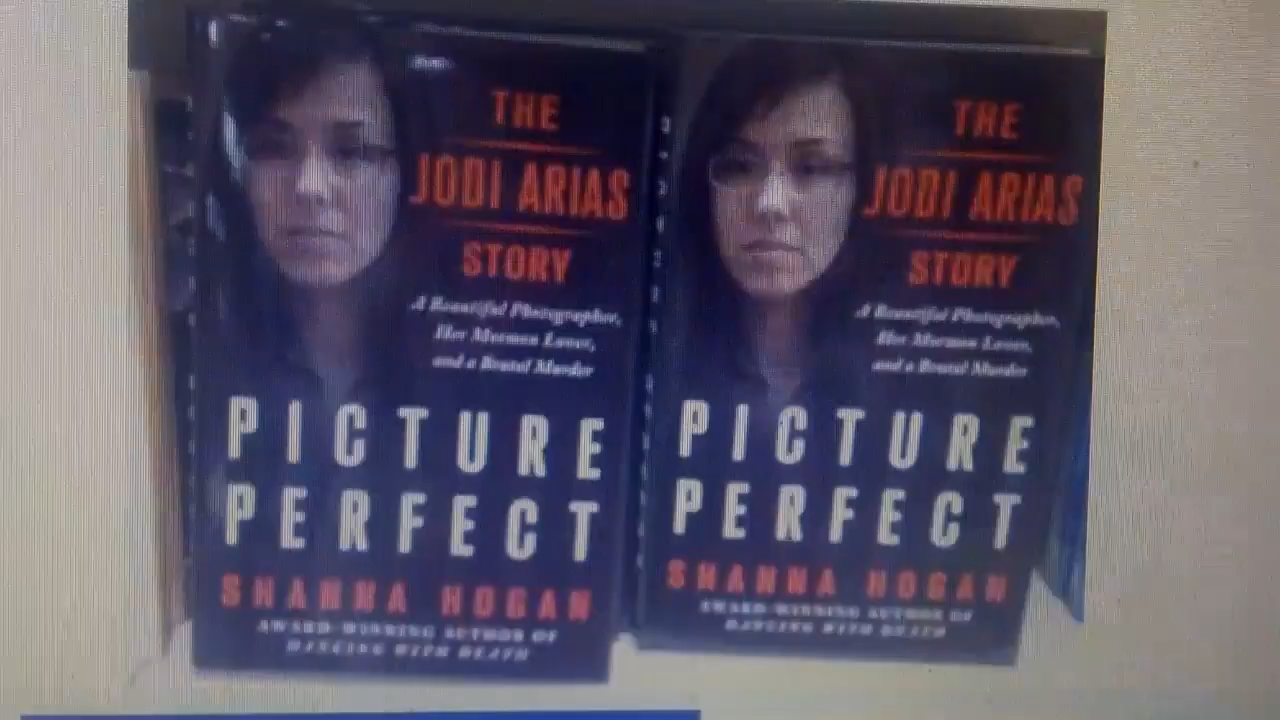 THE
JODI ARIAS
STORY
A Beautiful Photographer,
Her Mormon Lover,
and a Brutal Murder
PICTURE
PERFECT
SHANNA HOGAN
AWARD-WINNING AUTHOR OF
DANCING WITH DEATH
THE
JODI ARIAS
STORY
A Beautiful Photographer,
Her Mormon Lover,
and a Brutal Murder
PICTURE
PERFECT
SHANNA HOGAN
AWARD-WINNING AUTHOR OF
DANCING WITH DEATH